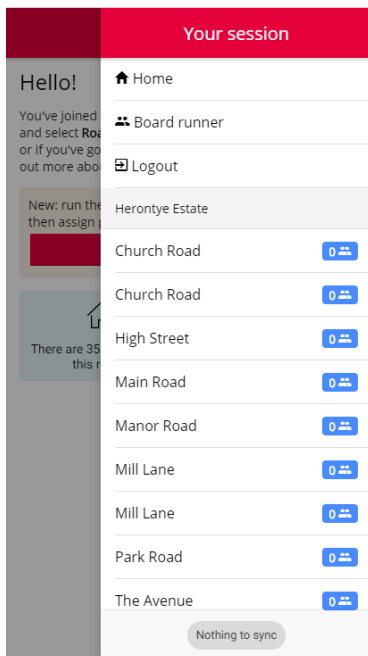 Your session
Hello!
You've joined
and select Roa
or if you've go
out more abou
New: run the
then assign p
There are 35
this r
Home
Board runner
Logout
Herontye Estate
Church Road 0
Church Road 0
High Street 0
Main Road 0
Manor Road 0
Mill Lane 0
Mill Lane 0
Park Road 0
The Avenue 0
Nothing to sync